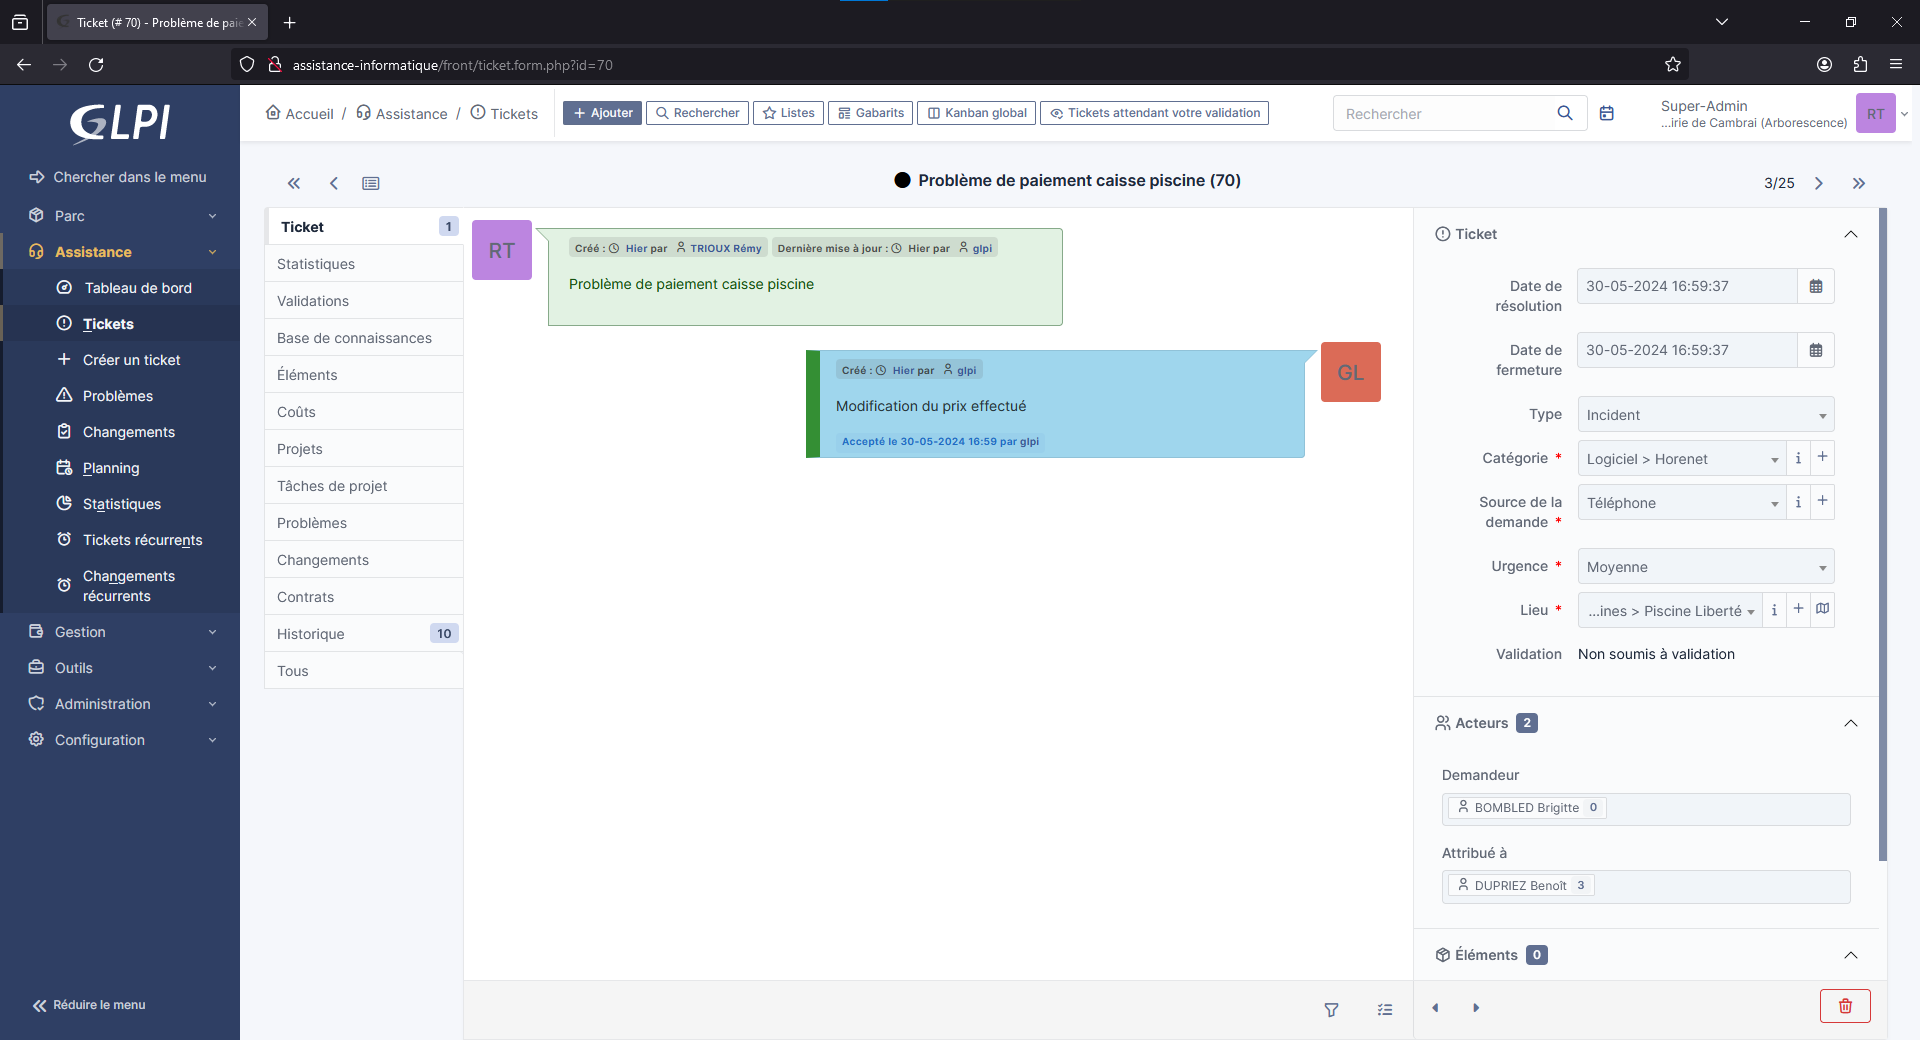 Ticket (# 70) - Problème de paie
assistance-informatique/front/ticket.form.php?id=70
GLPI
Chercher dans le menu
Parc
Assistance
Tableau de bord
Tickets
Créer un ticket
Problèmes
Changements
Planning
Statistiques
Tickets récurrents
Changements
récurrents
Gestion
Outils
Administration
Configuration
Réduire le menu
Accueil / Assistance / Tickets
Ajouter
Rechercher
Listes
Gabarits
Kanban global
Tickets attendant votre validation
Rechercher
Super-Admin
...irie de Cambrai (Arborescence)
RT
Problème de paiement caisse piscine (70)
3/25
Ticket 1
Statistiques
Validations
Base de connaissances
Éléments
Coûts
Projets
Tâches de projet
Problèmes
Changements
Contrats
Historique 10
Tous
RT
Créé : Hier par TRIOUX Rémy Dernière mise à jour : Hier par glpi
Problème de paiement caisse piscine
GL
Créé : Hier par glpi
Modification du prix effectué
Accepté le 30-05-2024 16:59 par glpi
Ticket
Date de
résolution
30-05-2024 16:59:37
Date de
fermeture
30-05-2024 16:59:37
Type
Incident
Catégorie *
Logiciel > Horenet
i +
Source de la
demande *
Téléphone
i +
Urgence *
Moyenne
Lieu *
...ines > Piscine Liberté
i +
Validation Non soumis à validation
Acteurs 2
Demandeur
BOMBLED Brigitte 0
Attribué à
DUPRIEZ Benoît 3
Éléments 0